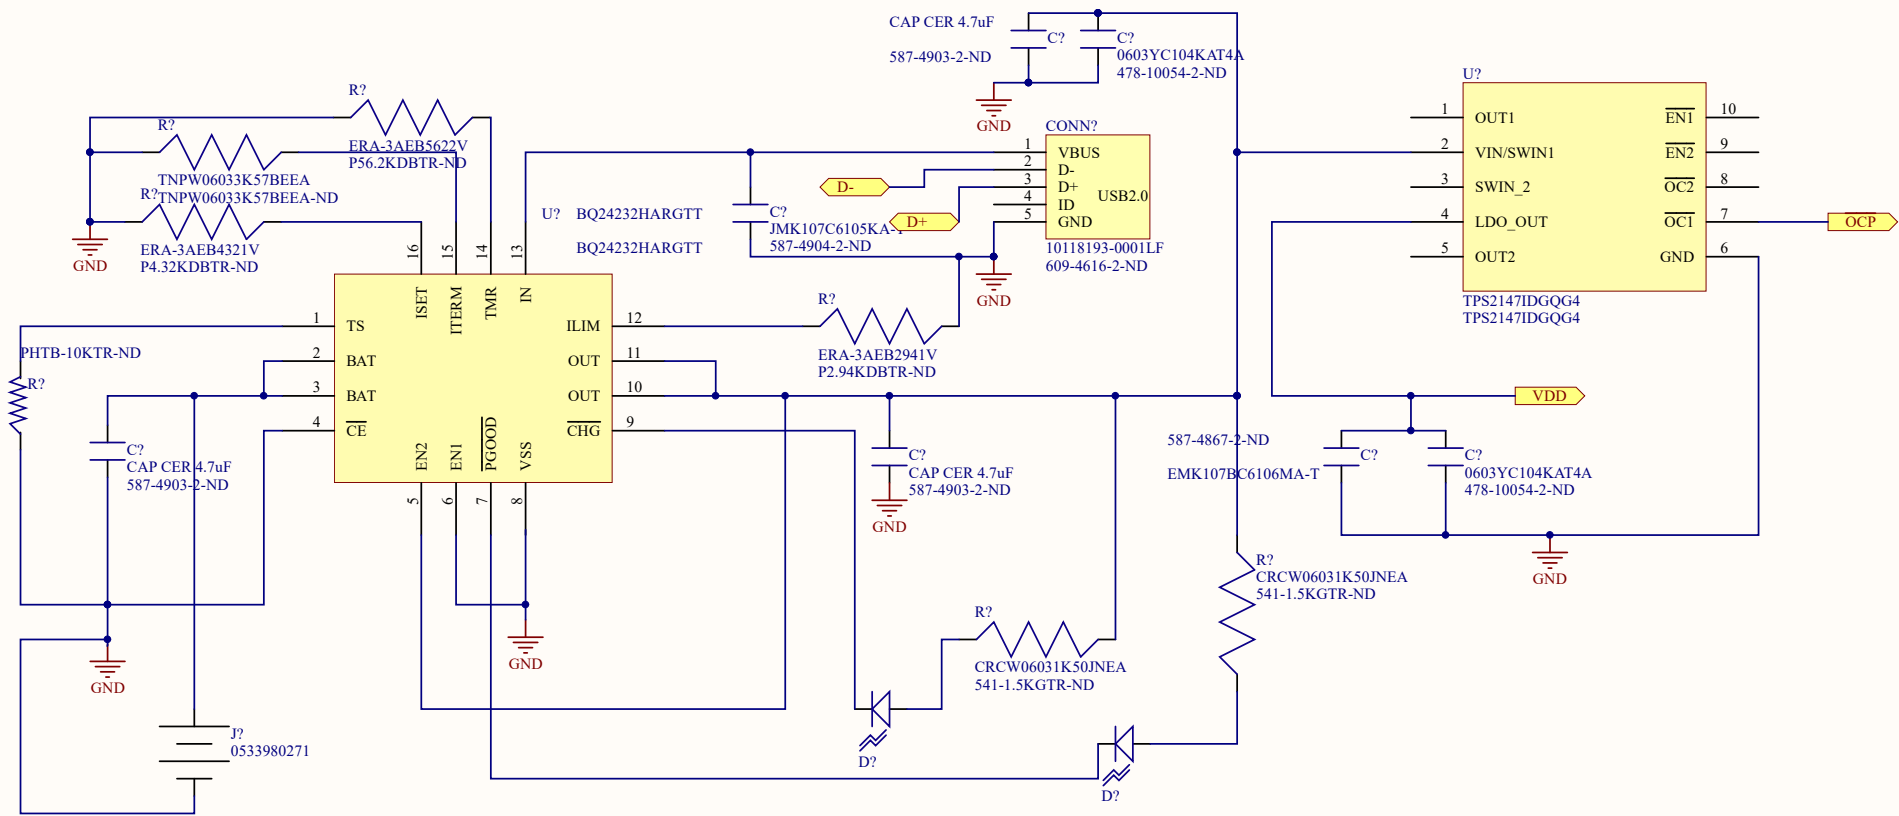 CAP CER 4.7uF
C?
C?
587-4903-2-ND
0603YC104KAT4A
478-10054-2-ND
GND
R?
ERA-3AEB5622V
P56.2KDBTR-ND
R?
TNPW06033K57BEEA
TNPW06033K57BEEA-ND
R?
ERA-3AEB4321V
P4.32KDBTR-ND
GND
CONN?
1 VBUS
2 D-
3 D+
4 ID
5 GND
USB2.0
10118193-0001LF
609-4616-2-ND
D-
D+
C?
JMK107C6105KA-T
587-4904-2-ND
GND
U?
BQ24232HARGTT
BQ24232HARGTT
16 15 14 13
ISET ITERM TMR IN
1 TS
2 BAT
3 BAT
4 CE
ILIM 12
OUT 11
OUT 10
CHG 9
EN2 EN1 PGOOD VSS
5 6 7 8
R?
ERA-3AEB2941V
P2.94KDBTR-ND
PHTB-10KTR-ND
R?
C?
CAP CER 4.7uF
587-4903-2-ND
GND
J?
0533980271
GND
C?
CAP CER 4.7uF
587-4903-2-ND
GND
R?
CRCW06031K50JNEA
541-1.5KGTR-ND
D?
R?
CRCW06031K50JNEA
541-1.5KGTR-ND
D?
U?
1 OUT1
2 VIN/SWIN1
3 SWIN_2
4 LDO_OUT
5 OUT2
EN1 10
EN2 9
OC2 8
OC1 7
GND 6
TPS2147IDGQG4
TPS2147IDGQG4
OCP
VDD
587-4867-2-ND
C?
EMK107BC6106MA-T
C?
0603YC104KAT4A
478-10054-2-ND
GND